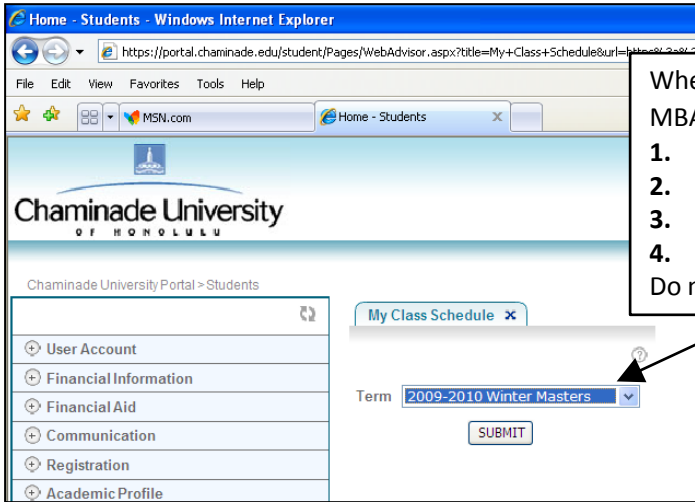 Home - Students - Windows Internet Explorer
https://portal.chaminade.edu/student/Pages/WebAdvisor.aspx?title=My+Class+Schedule&url=
File Edit View Favorites Tools Help
MSN.com
Home - Students X
Whe
MBA
1.
2.
3.
4.
Do
Chaminade University
OF HONOLULU
Chaminade University Portal > Students
My Class Schedule x
User Account
Financial Information
Financial Aid
Communication
Registration
Academic Profile
Term 2009-2010 Winter Masters
SUBMIT